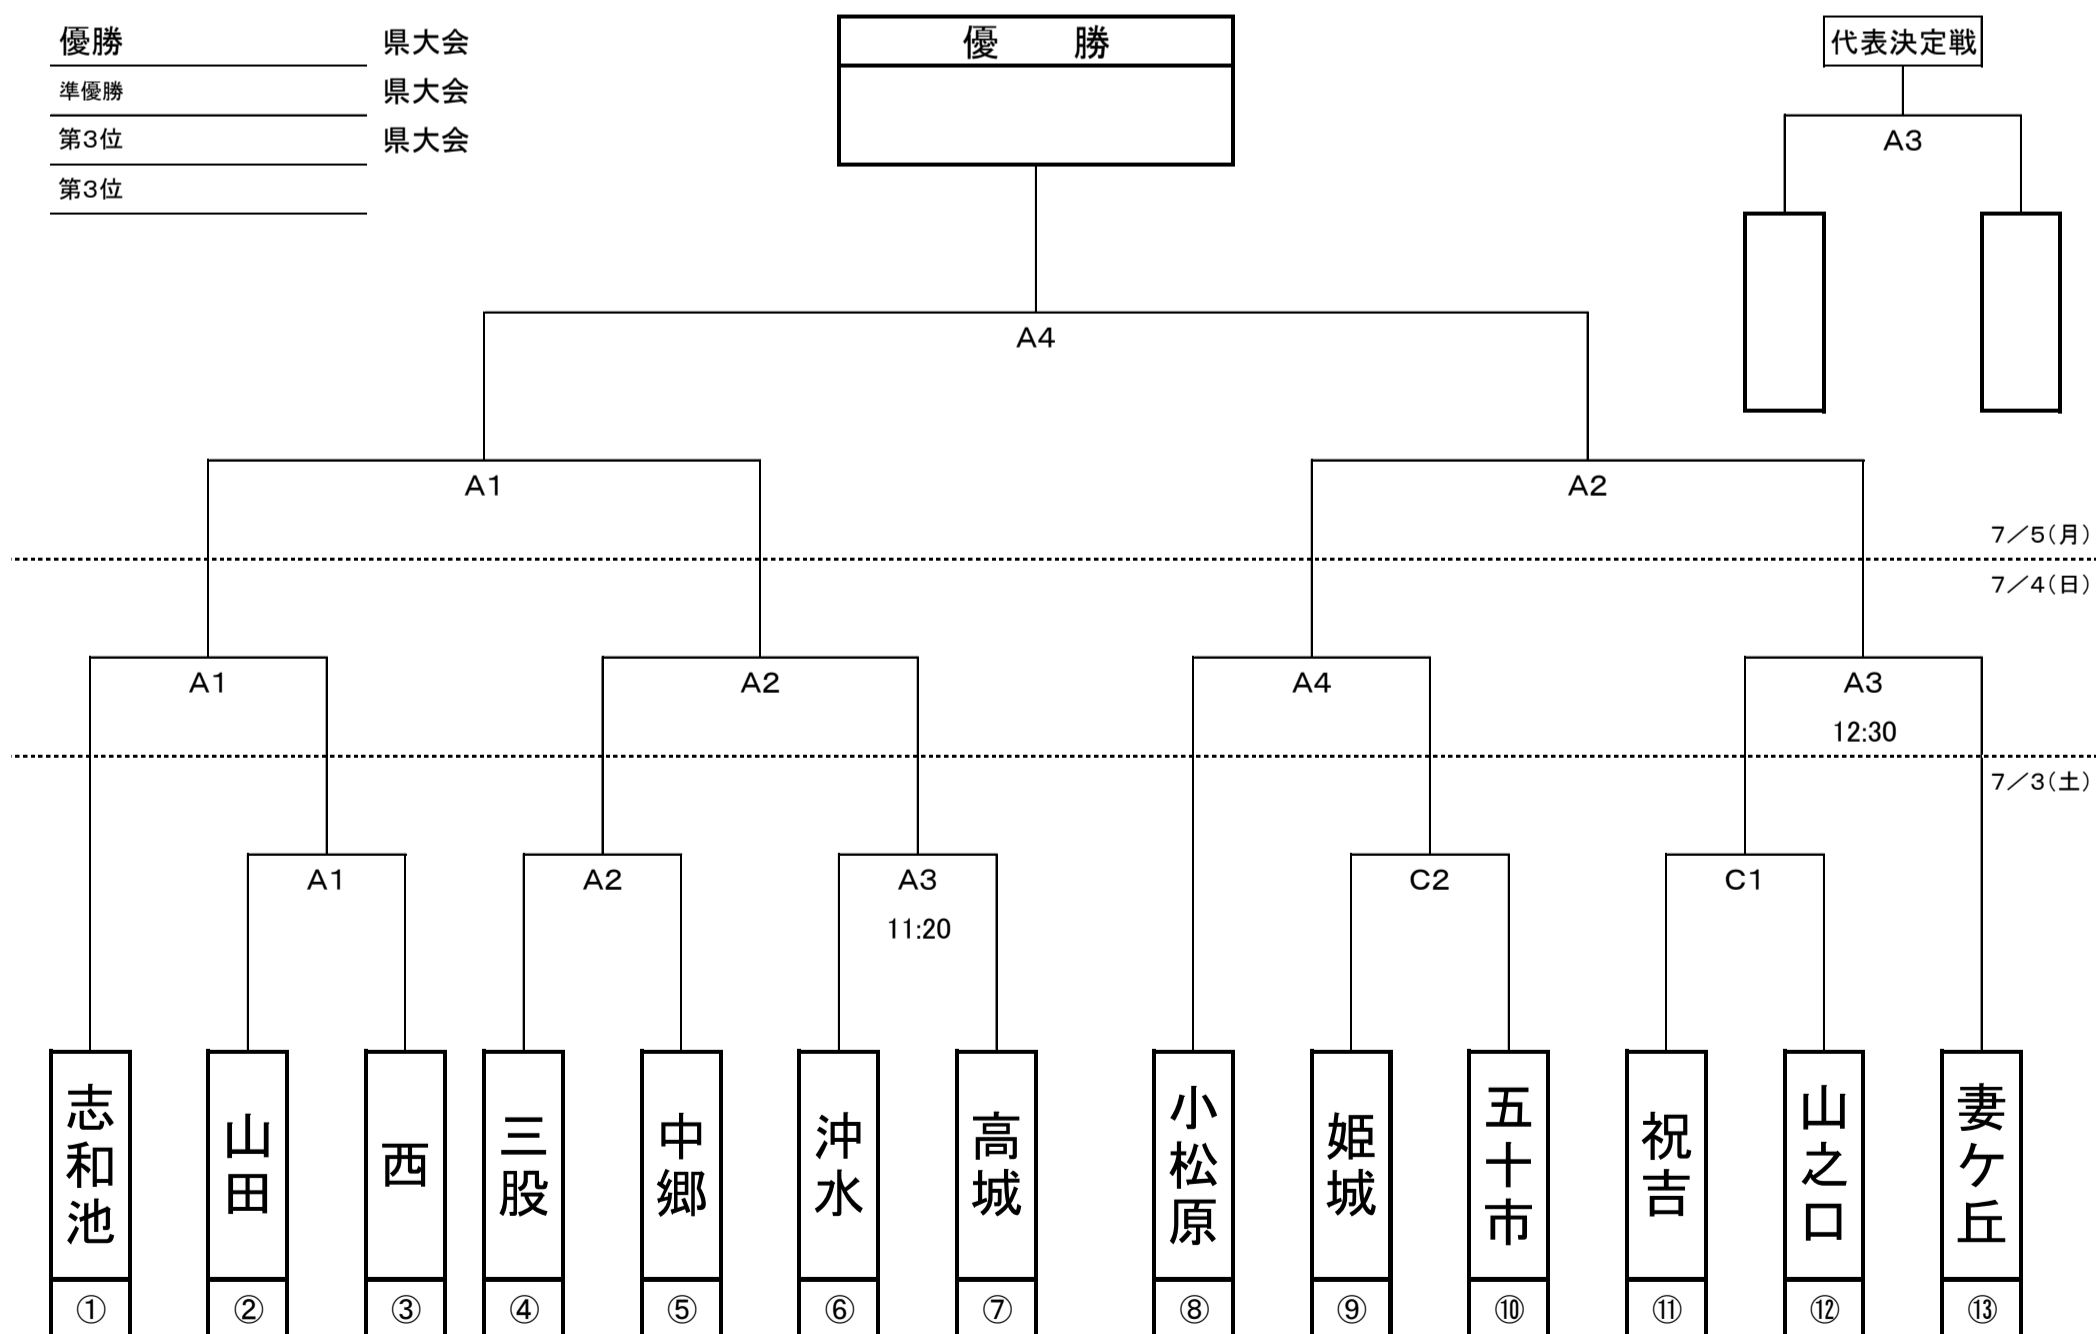 優勝 県大会
準優勝 県大会
第3位 県大会
第3位
優 勝
代表決定戦
A3
A4
A1 A2
7/5(月)
7/4(日)
A1 A2 A4 A3
12:30
7/3(土)
A1 A2 A3 C2 C1
11:20
志和池
山田
西
三股
中郷
沖水
高城
小松原
姫城
五十市
祝吉
山之口
妻ケ丘
① ② ③ ④ ⑤ ⑥ ⑦ ⑧ ⑨ ⑩ ⑪ ⑫ ⑬